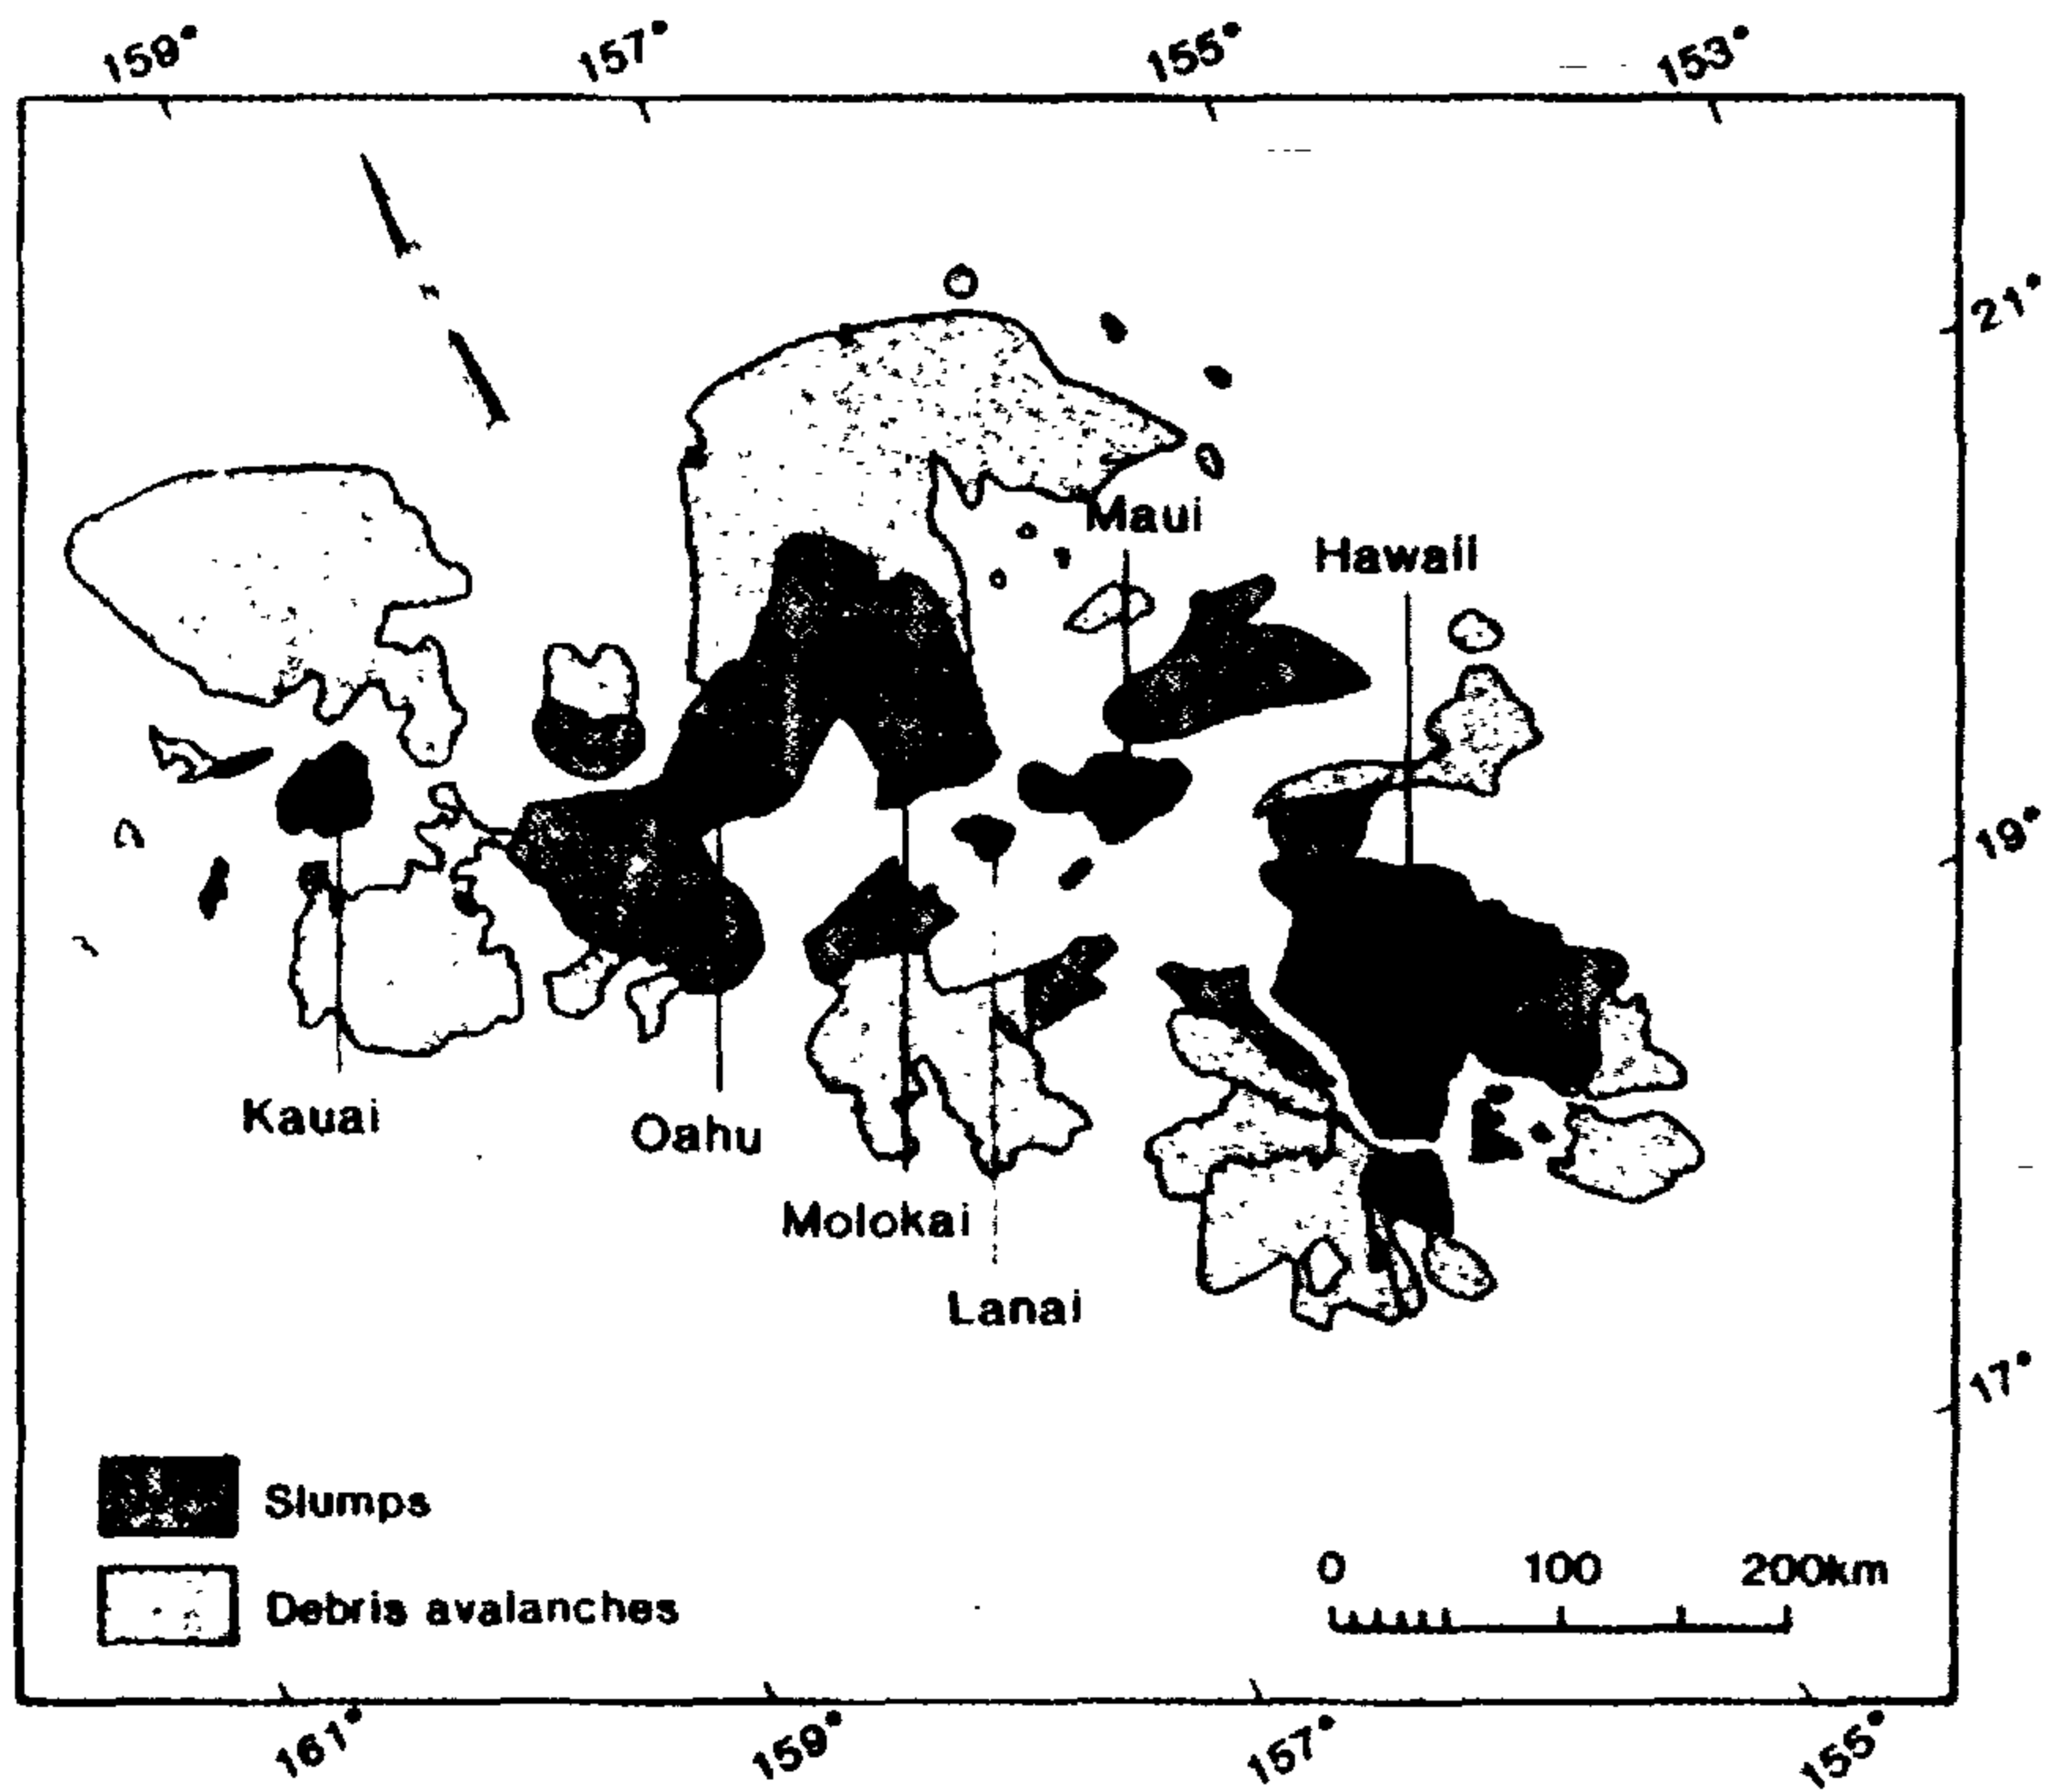 158° 157° 155° 153°
21°
Maui
Hawaii
19°
Kauai
Oahu
Molokai
Lanai
17°
Slumps
Debris avalanches
0 100 200km
161° 159° 157° 155°